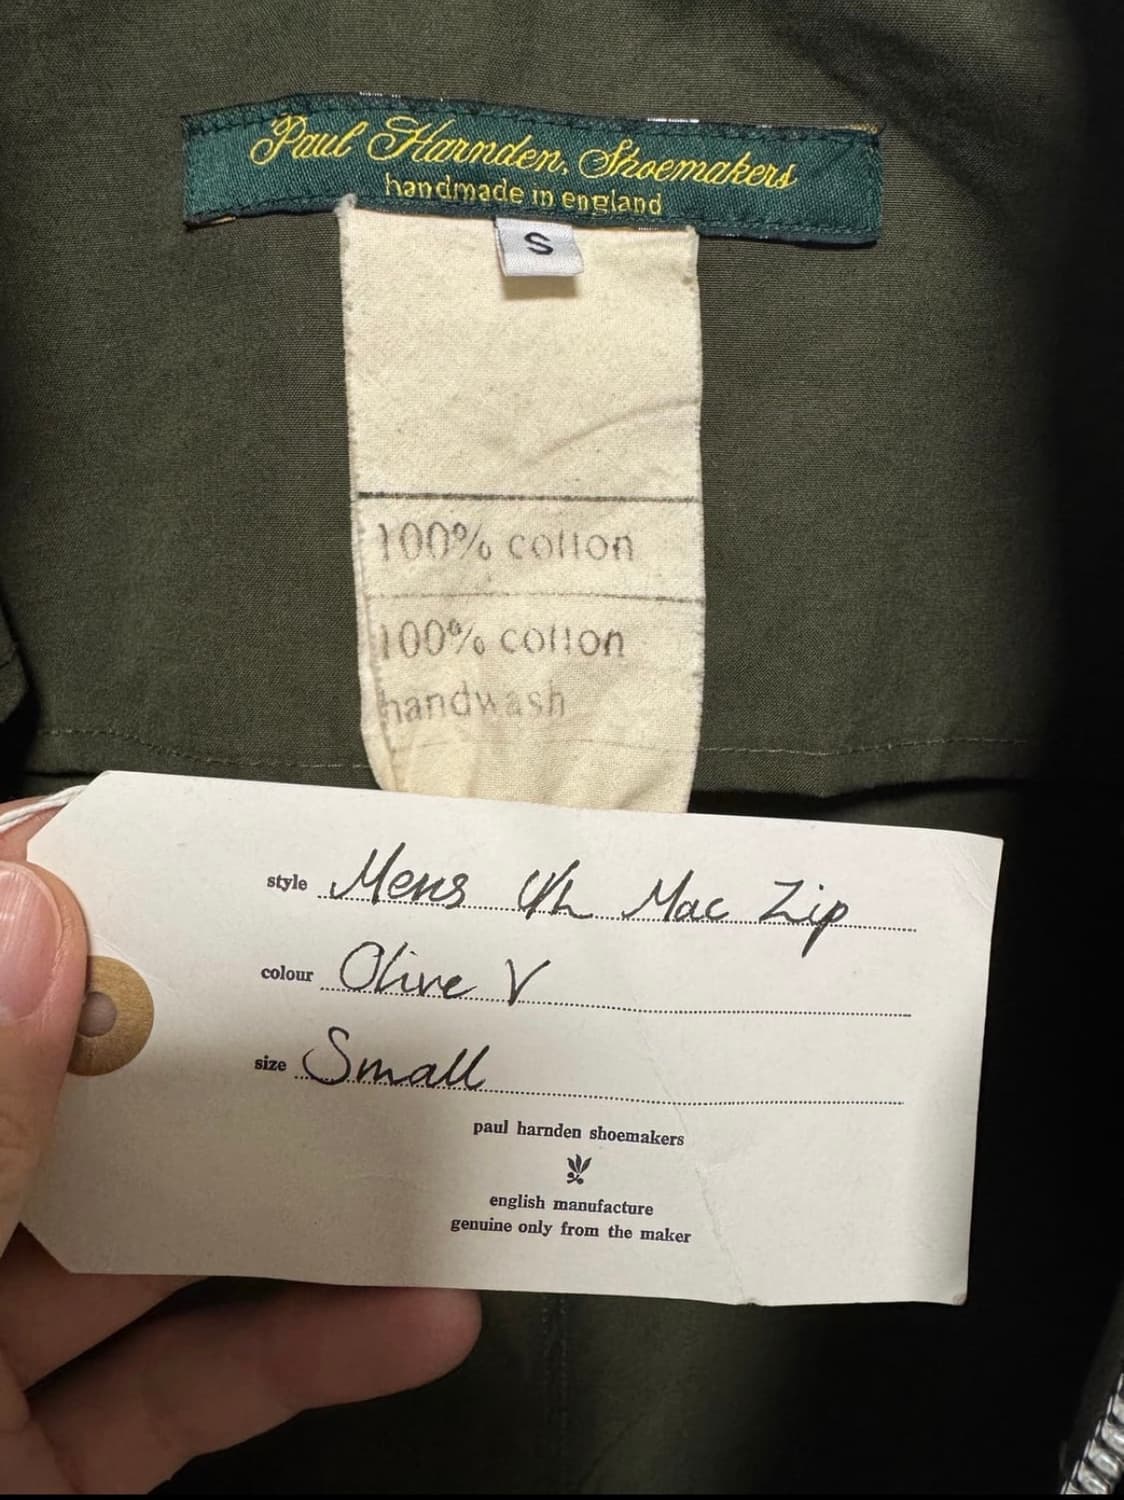 Paul Harnden, Shoemakers
handmade in england
S
100% cotton
100% cotton
handwash
style Mens U/L Mac Zip
colour Olive V
size Small
paul harnden shoemakers
english manufacture
genuine only from the maker